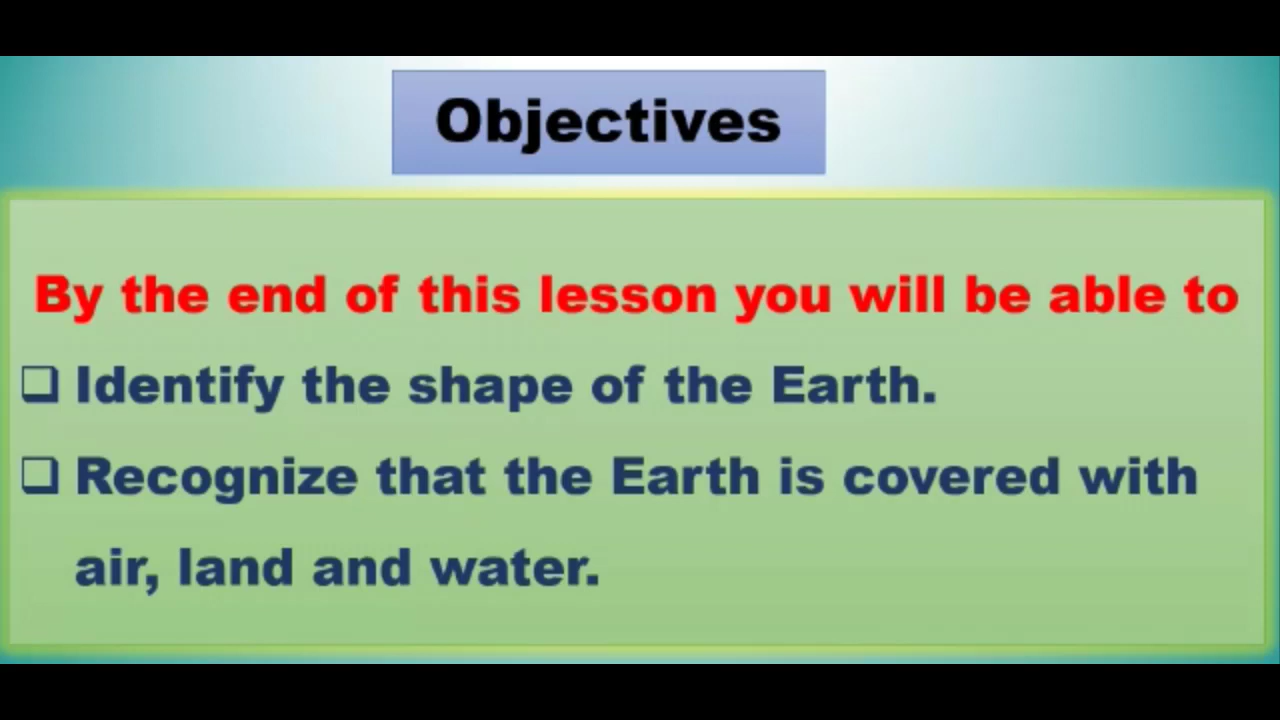 Objectives
By the end of this lesson you will be able to
❑ Identify the shape of the Earth.
❑ Recognize that the Earth is covered with
air, land and water.